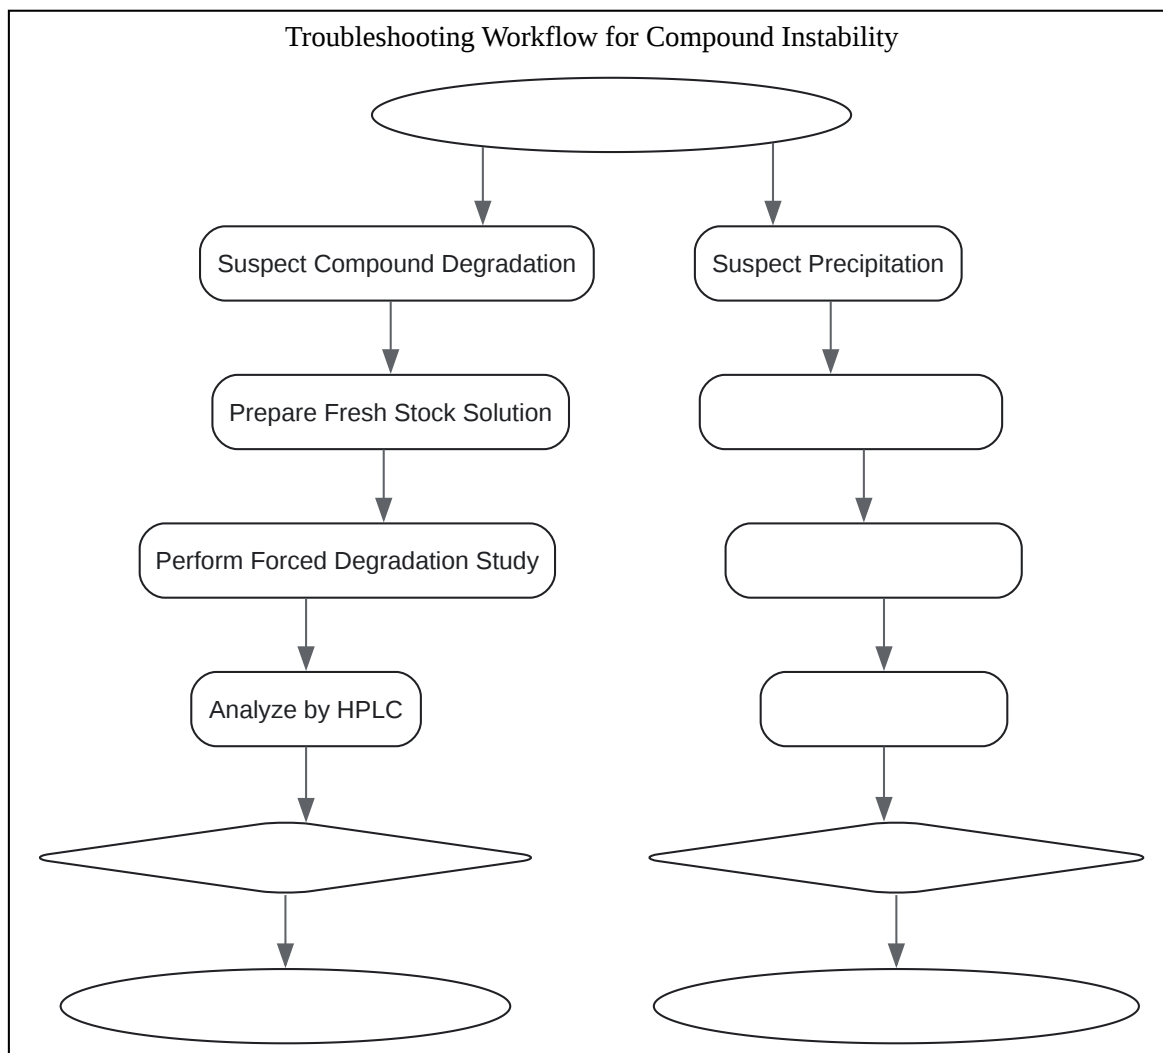 Troubleshooting Workflow for Compound Instability
Suspect Compound Degradation
Suspect Precipitation
Prepare Fresh Stock Solution
Perform Forced Degradation Study
Analyze by HPLC